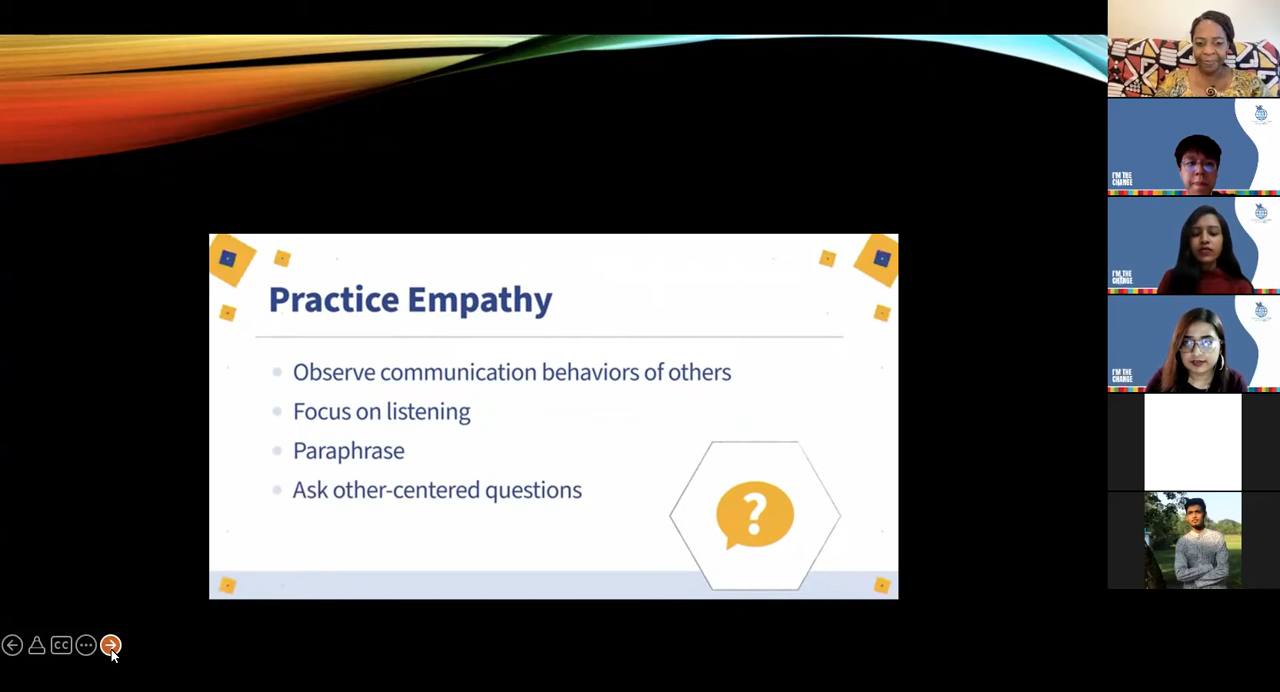 Practice Empathy
Observe communication behaviors of others
Focus on listening
Paraphrase
Ask other-centered questions
?
CC
I'M THE
CHANGE
I'M THE
CHANGE
I'M THE
CHANGE